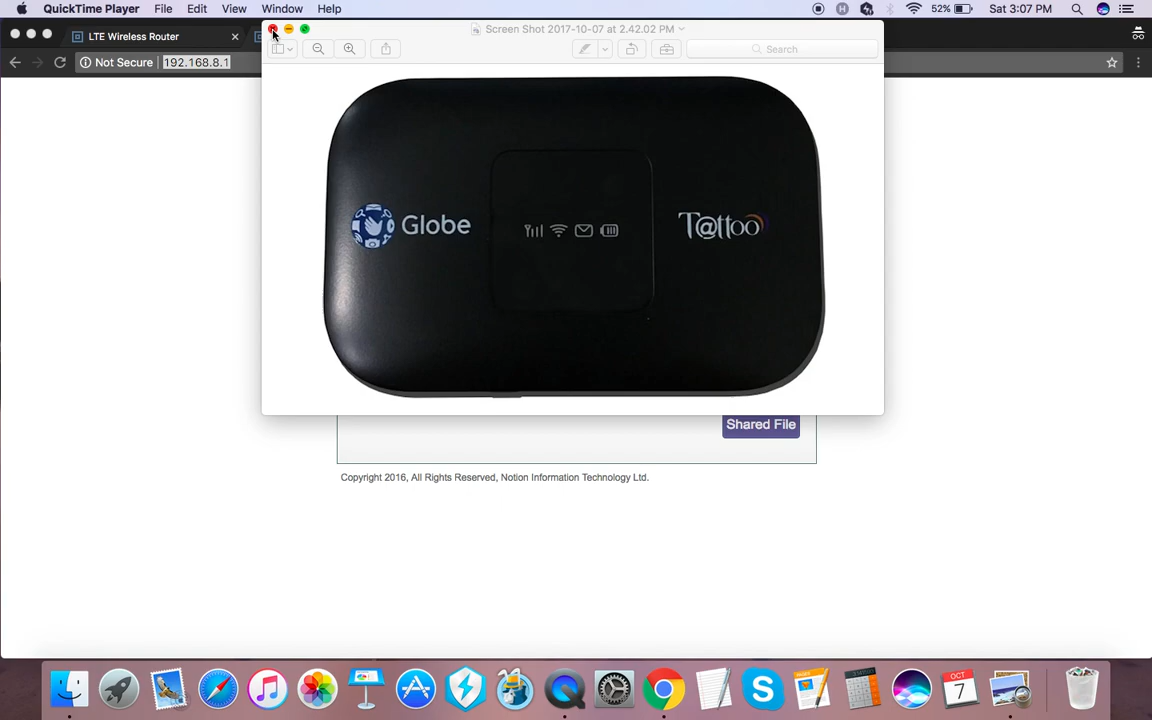 QuickTime Player File Edit View Window Help 52% Sat 3:07 PM
LTE Wireless Router
Not Secure 192.168.8.1
Screen Shot 2017-10-07 at 2.42.02 PM
Search
Globe T@ttoo
Shared File
Copyright 2016, All Rights Reserved, Notion Information Technology Ltd.
OCT
7